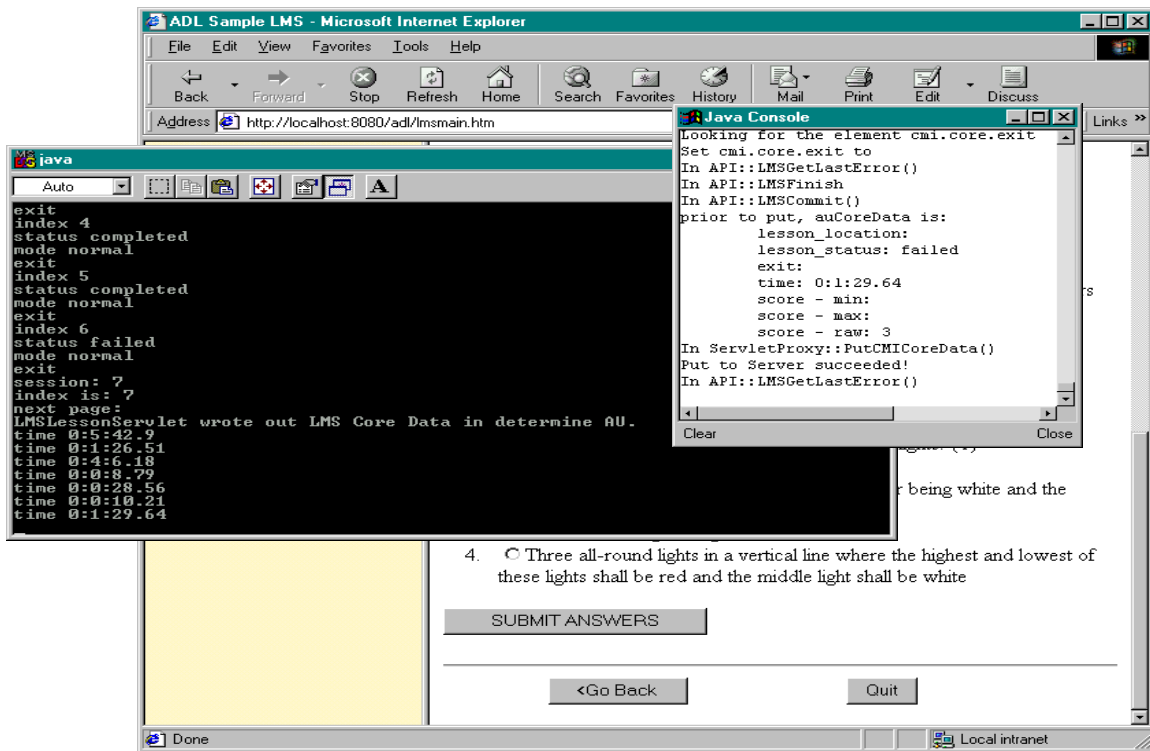 ADL Sample LMS - Microsoft Internet Explorer
File Edit View Favorites Tools Help
Back Forward Stop Refresh Home Search Favorites History Mail Print Edit Discuss
Address http://localhost:8080/adl/lmsmain.htm Links »
Java Console
Looking for the element cmi.core.exit
Set cmi.core.exit to
In API::LMSGetLastError()
In API::LMSFinish
In API::LMSCommit()
prior to put, auCoreData is:
lesson_location:
lesson_status: failed
exit:
time: 0:1:29.64
score - min:
score - max:
score - raw: 3
In ServletProxy::PutCMICoreData()
Put to Server succeeded!
In API::LMSGetLastError()
Clear Close
java
Auto
A
exit
index 4
status completed
mode normal
exit
index 5
status completed
mode normal
exit
index 6
status failed
mode normal
exit
session: 7
index is: 7
next page:
LMSLessonServlet wrote out LMS Core Data in determine AU.
time 0:5:42.9
time 0:1:26.51
time 0:4:6.18
time 0:0:8.79
time 0:0:28.56
time 0:0:10.21
time 0:1:29.64
being white and the
4. Three all-round lights in a vertical line where the highest and lowest of
these lights shall be red and the middle light shall be white
SUBMIT ANSWERS
<Go Back Quit
Done Local intranet